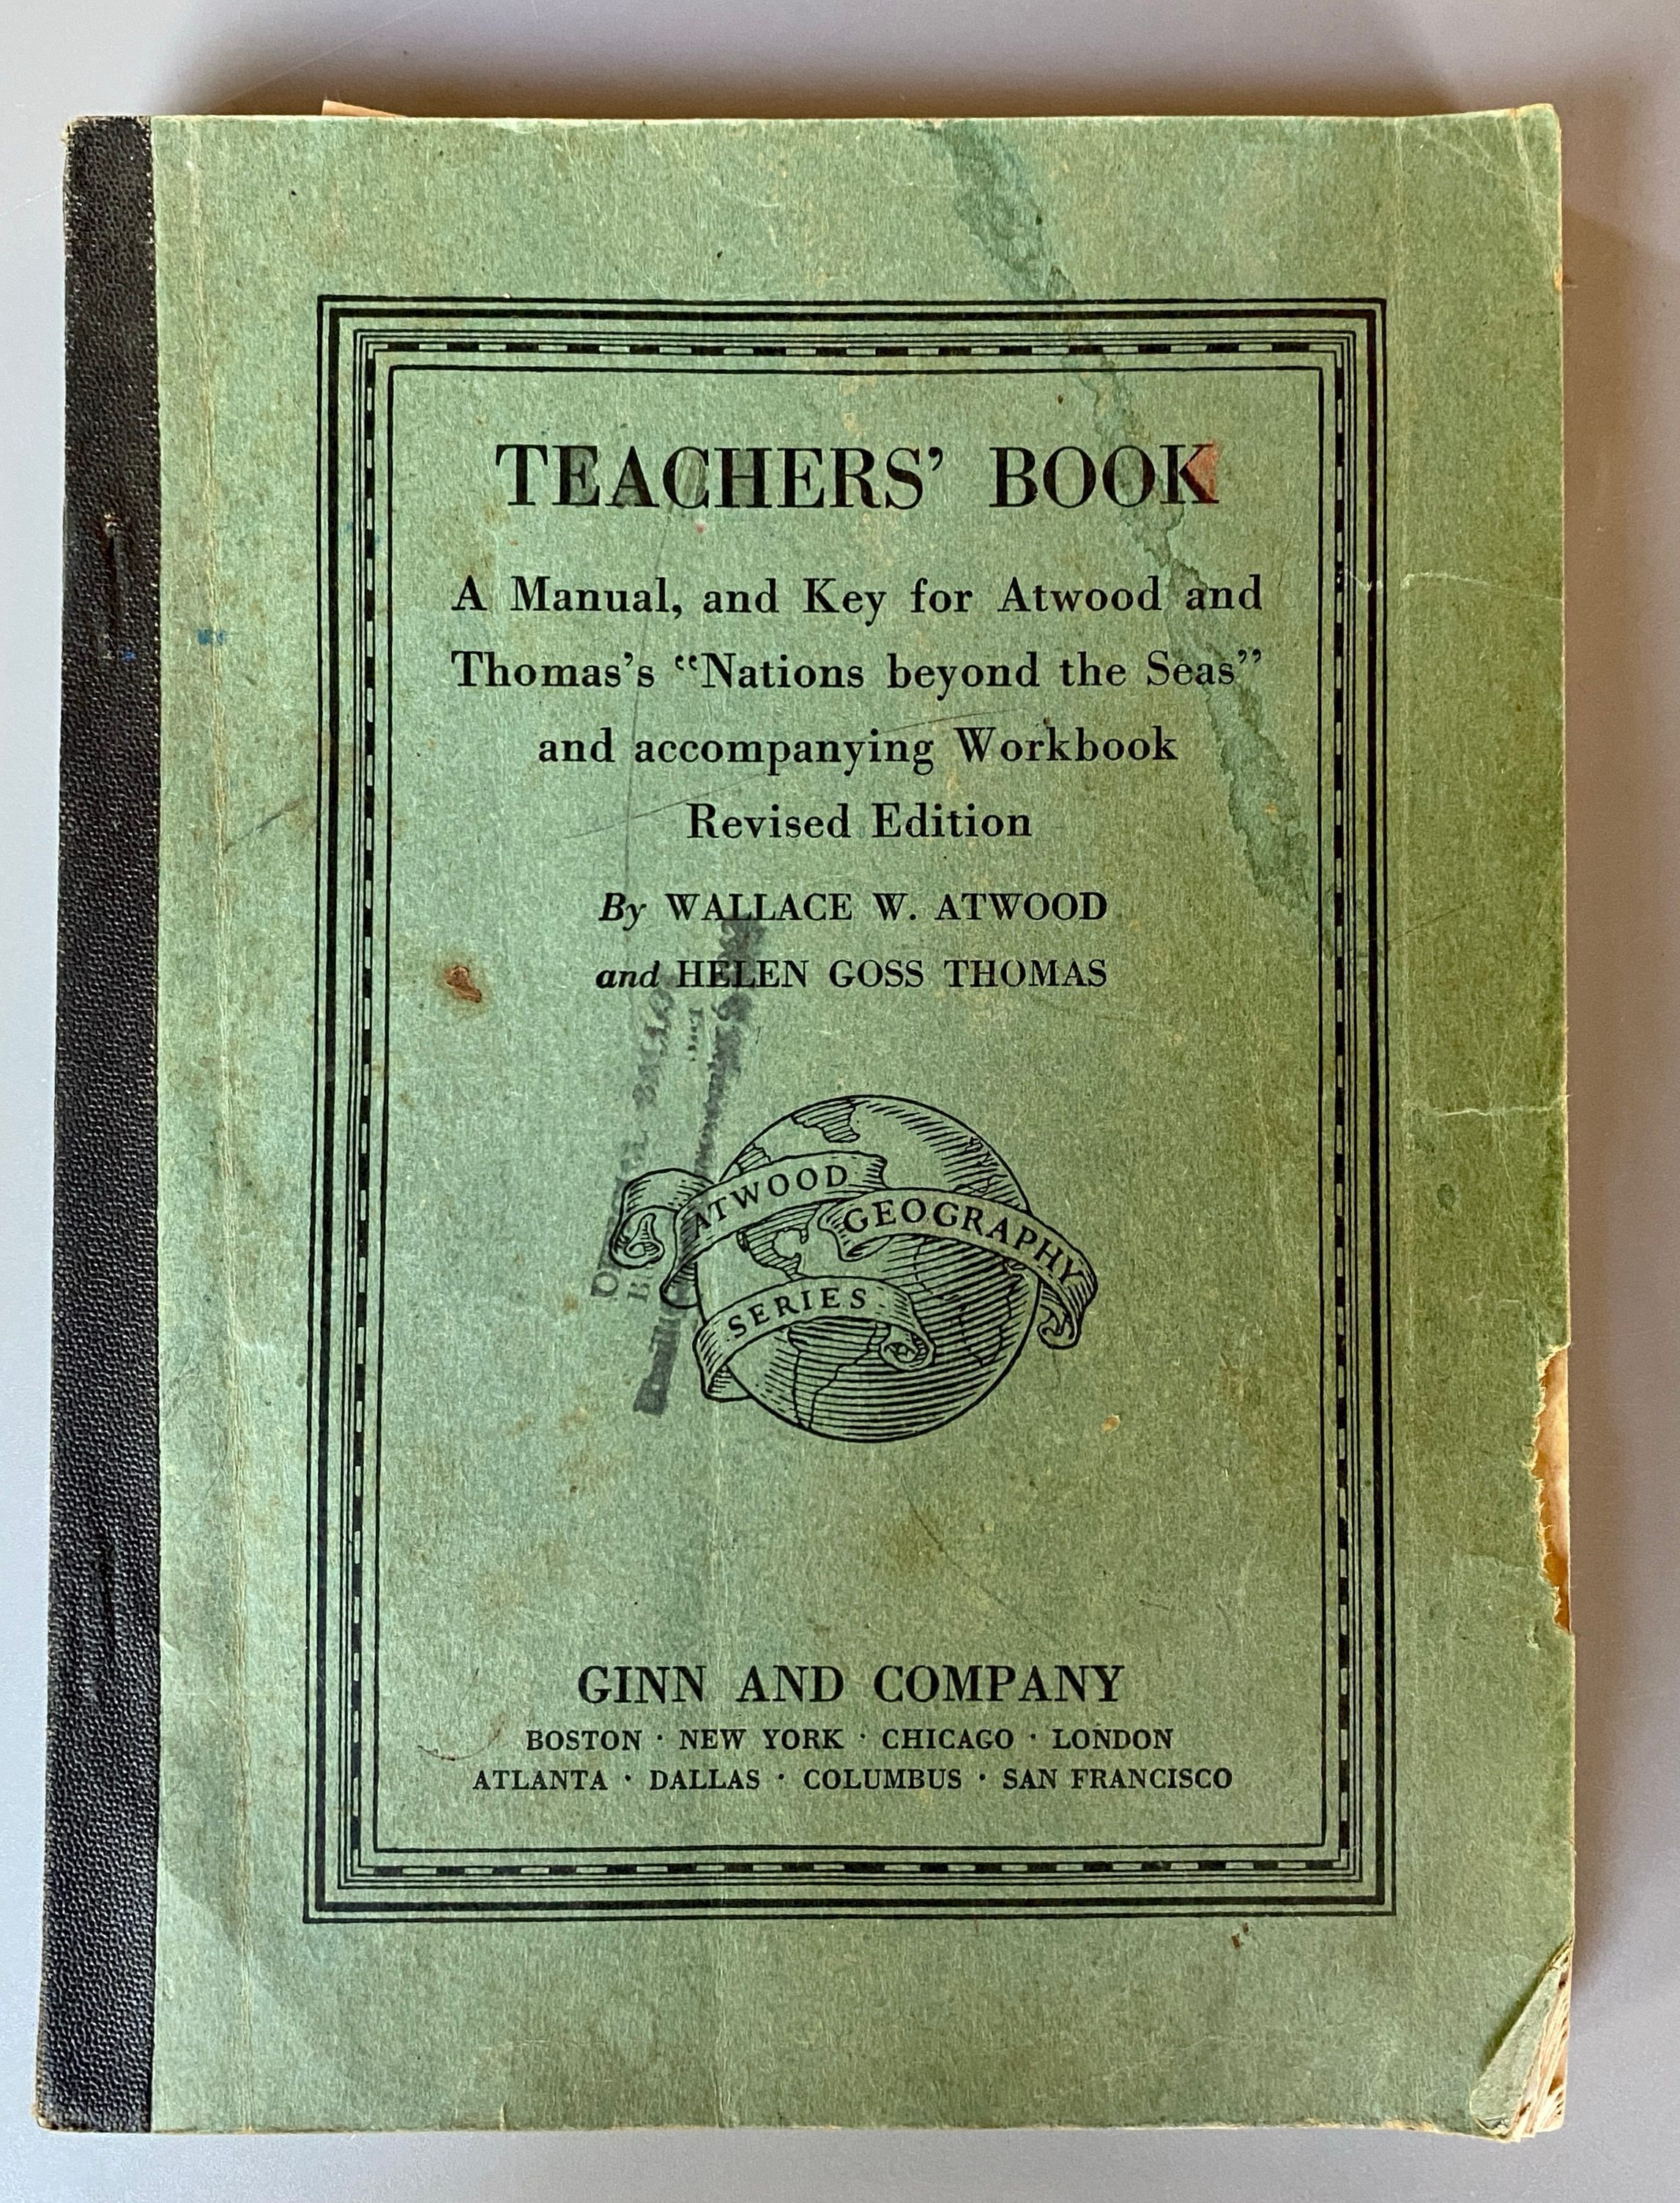 TEACHERS’ BOOK
A Manual, and Key for Atwood and
Thomas’s “Nations beyond the Seas”
and accompanying Workbook
Revised Edition
By WALLACE W. ATWOOD
and HELEN GOSS THOMAS
ATWOOD
GEOGRAPHY
SERIES
GINN AND COMPANY
BOSTON · NEW YORK · CHICAGO · LONDON
ATLANTA · DALLAS · COLUMBUS · SAN FRANCISCO